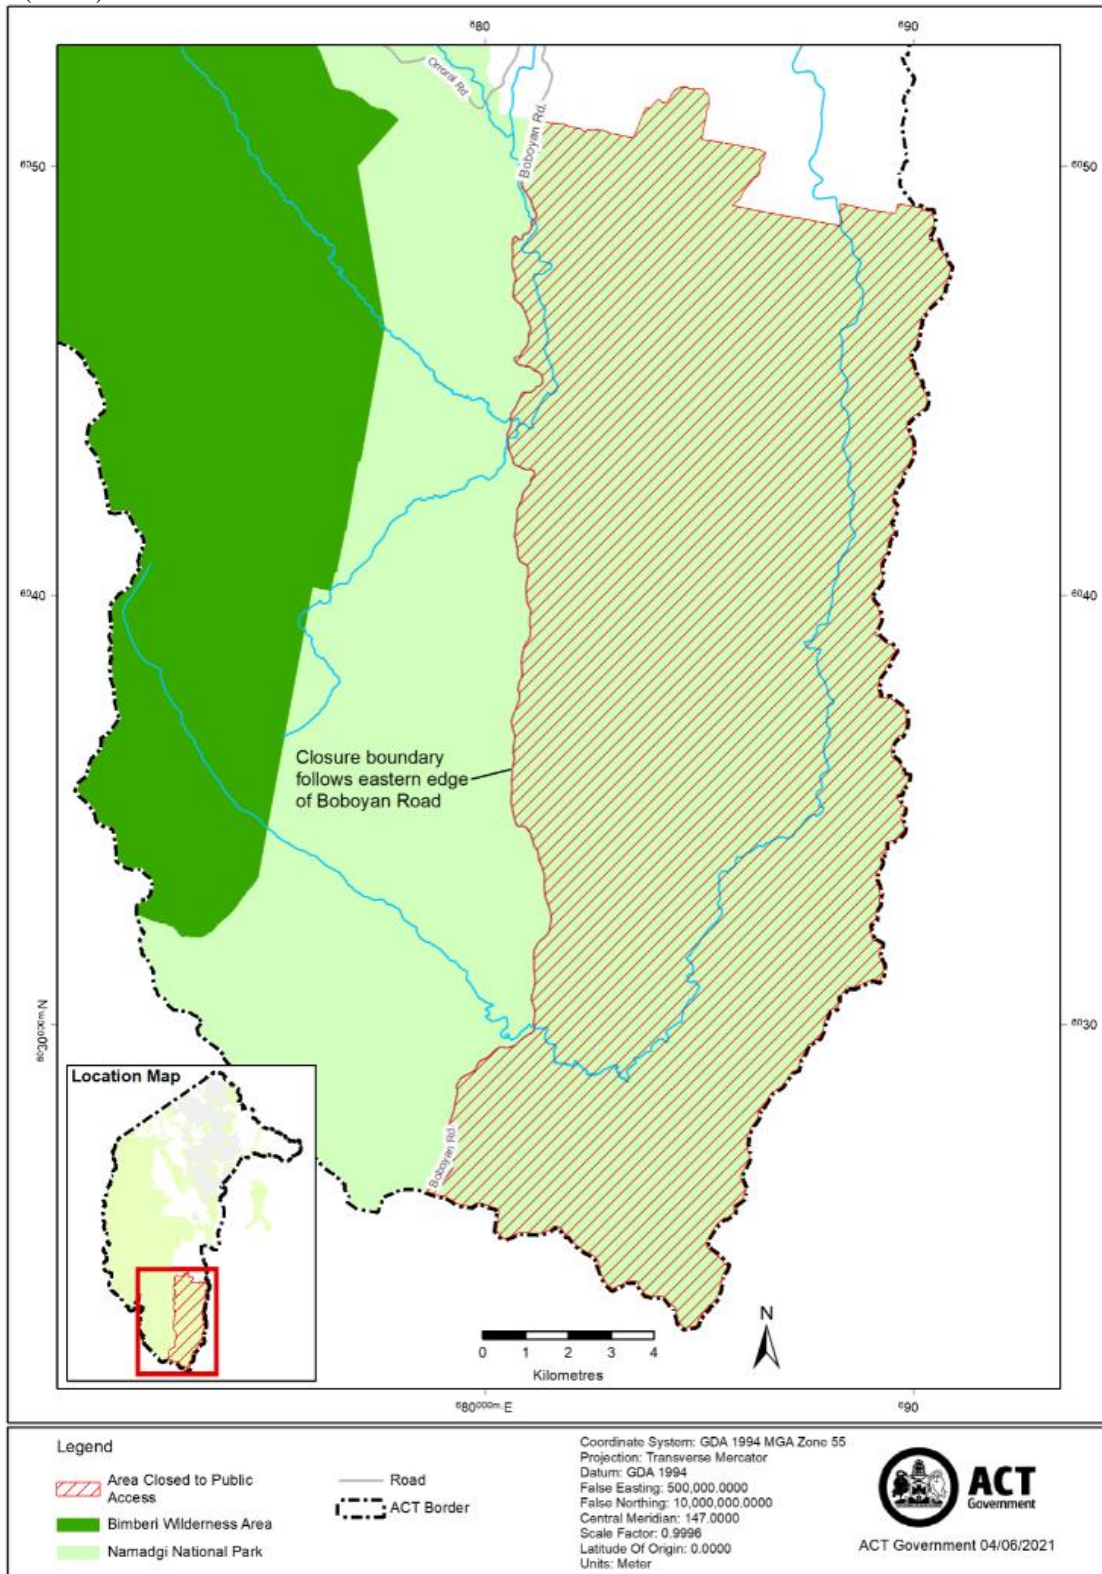 ⁶80
⁶90
Orroral Rd
Boboyan Rd.
⁶⁰50
⁶⁰50
⁶⁰40
⁶⁰40
Closure boundary
follows eastern edge
of Boboyan Road
⁶⁰30⁰⁰⁰m.N
⁶⁰30
Location Map
Boboyan Rd.
N
0 1 2 3 4
Kilometres
⁶80⁰⁰⁰m.E
⁶90
Legend
Area Closed to Public
Access
Bimberi Wilderness Area
Namadgi National Park
Road
ACT Border
Coordinate System: GDA 1994 MGA Zone 55
Projection: Transverse Mercator
Datum: GDA 1994
False Easting: 500,000.0000
False Northing: 10,000,000.0000
Central Meridian: 147.0000
Scale Factor: 0.9996
Latitude Of Origin: 0.0000
Units: Meter
ACT
Government
ACT Government 04/06/2021